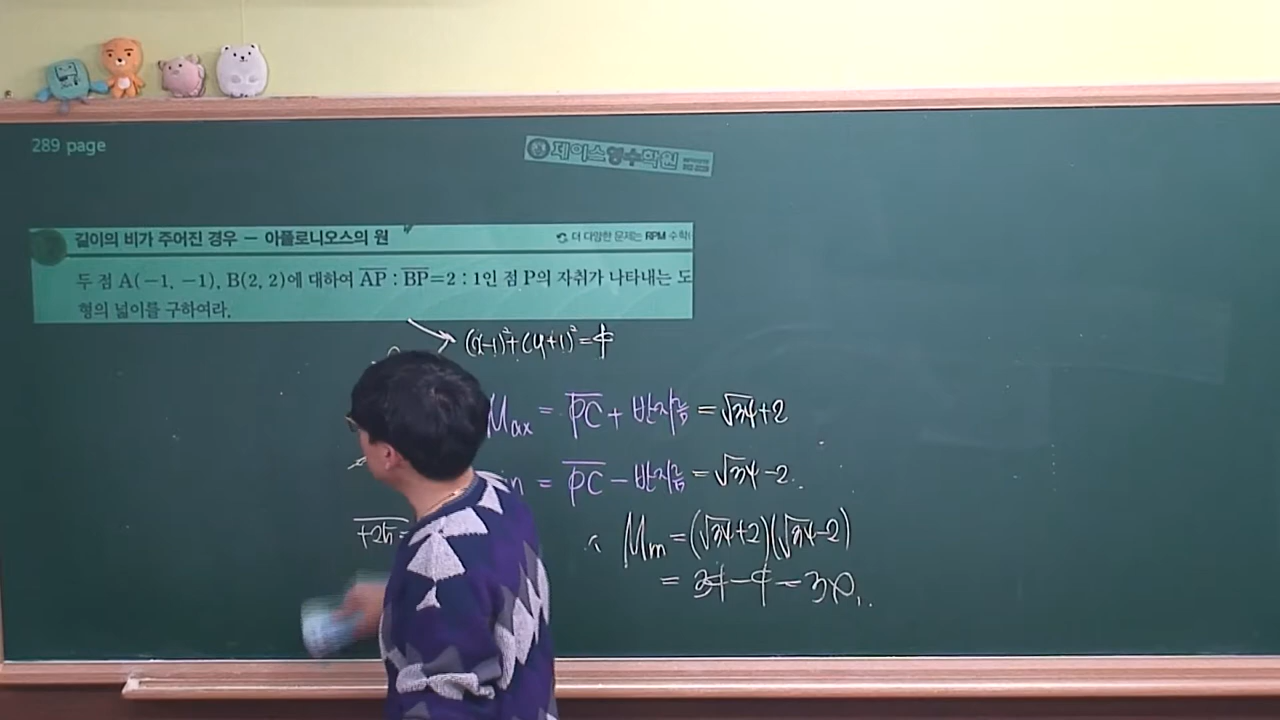 289 page
제이스영수학원
길이의 비가 주어진 경우 − 아폴로니오스의 원
더 다양한 문제는 RPM 수학
두 점 A(−1, −1), B(2, 2)에 대하여 AP : BP=2 : 1인 점 P의 자취가 나타내는 도
형의 넓이를 구하여라.
(x-1)²+(y+1)²=4
Max = PC + 반지름 = √34+2
n = PC − 반지름 = √34-2.
+25=
∴ Mm = (√34+2)(√34-2)
= 34-4=30